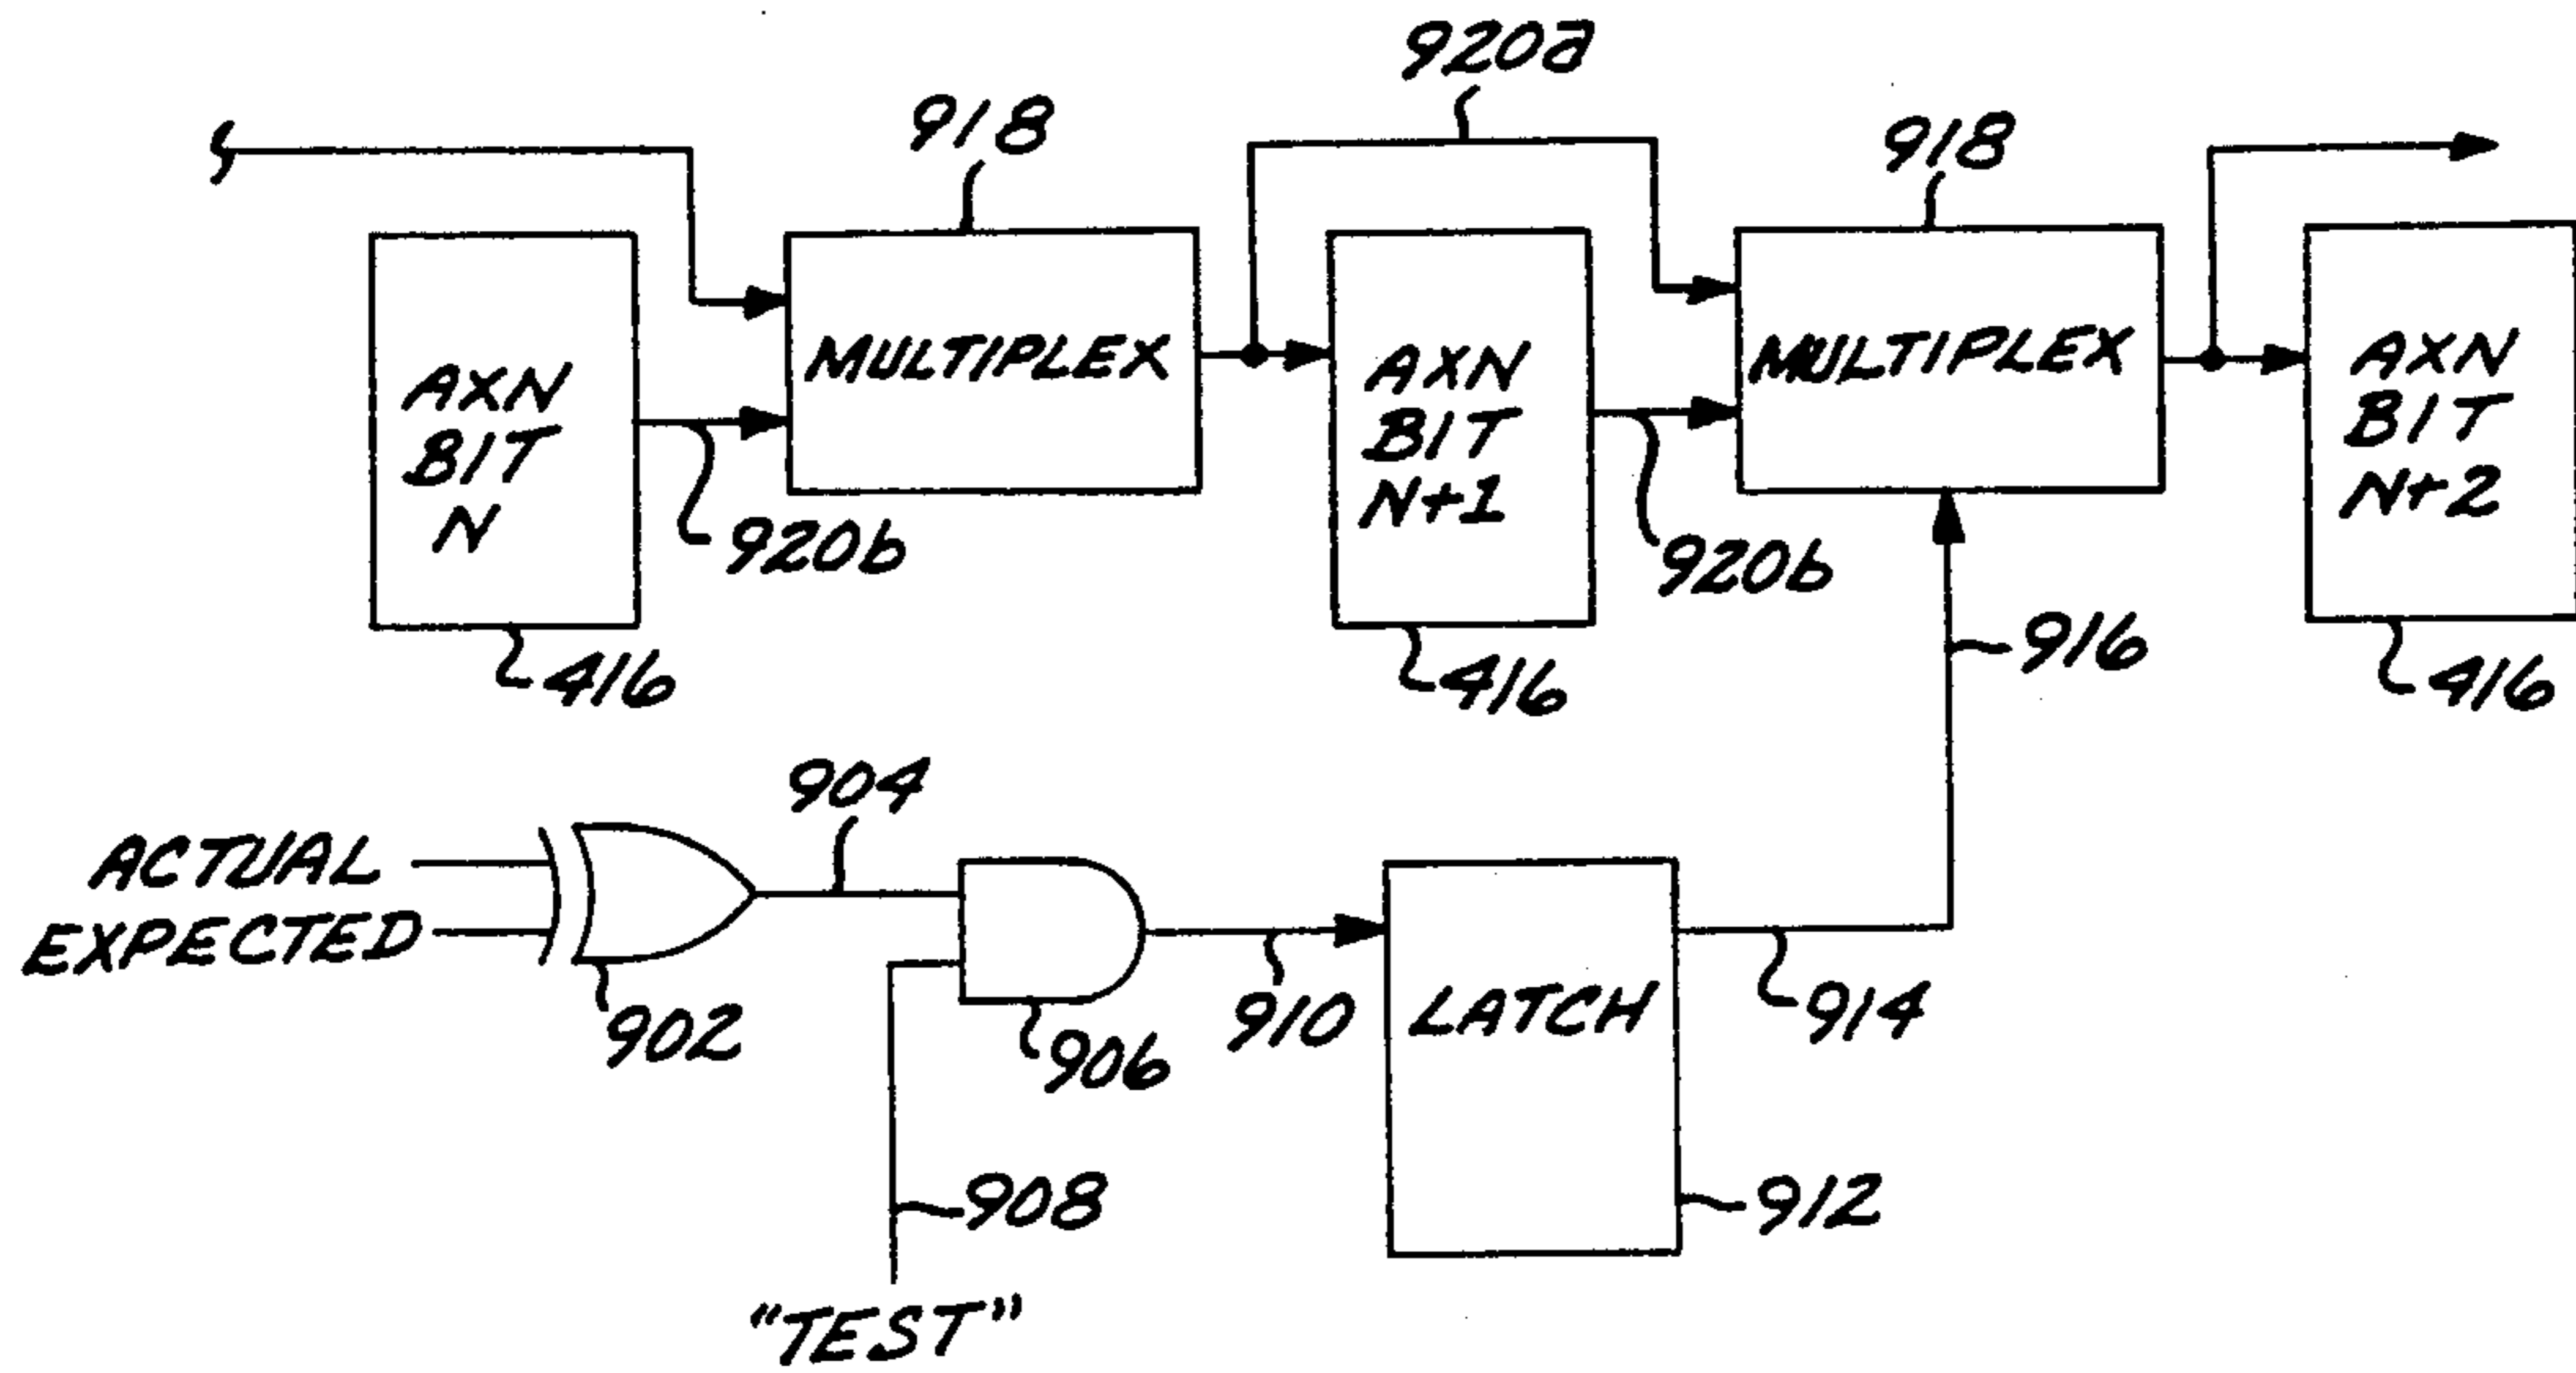 920a
918
918
MULTIPLEX
MULTIPLEX
AXN
BIT
N
AXN
BIT
N+1
AXN
BIT
N+2
920b
920b
416
416
916
416
904
ACTUAL
EXPECTED
902
906
910
LATCH
914
908
912
"TEST"